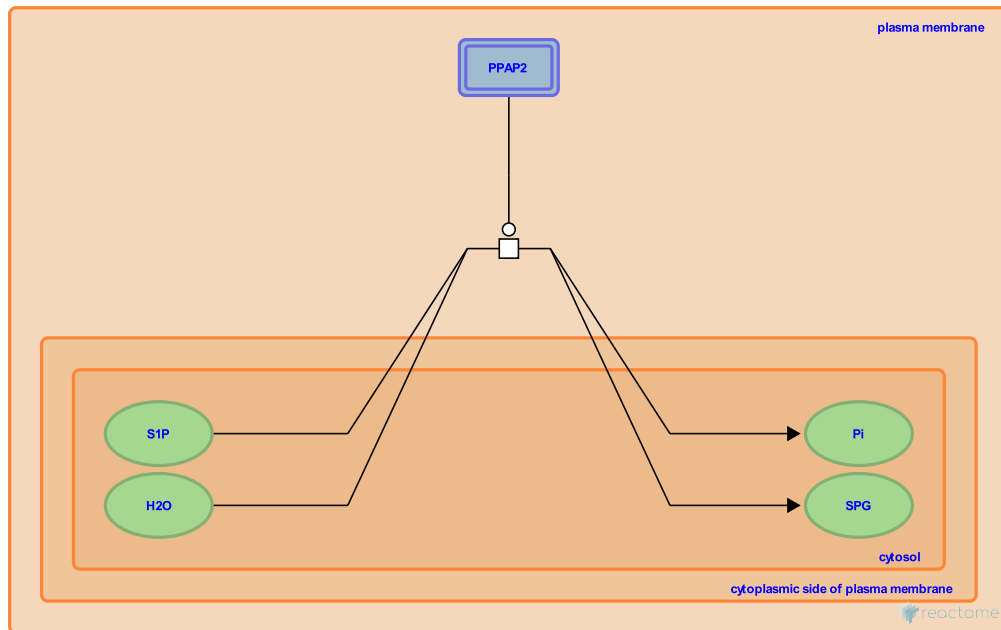 plasma membrane
PPAP2
S1P
Pi
H2O
SPG
cytosol
cytoplasmic side of plasma membrane
reactome